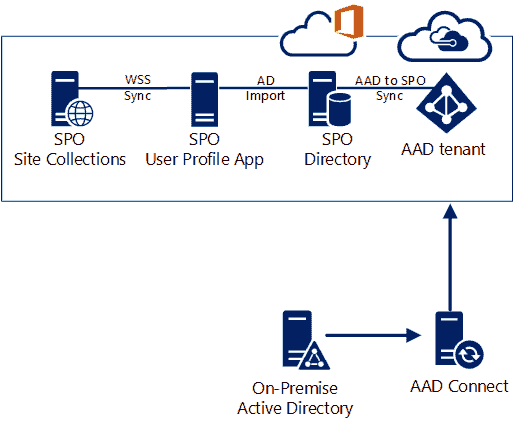 WSS
Sync
AD
Import
AAD to SPO
Sync
SPO
Site Collections
SPO
User Profile App
SPO
Directory
AAD tenant
On-Premise
Active Directory
AAD Connect